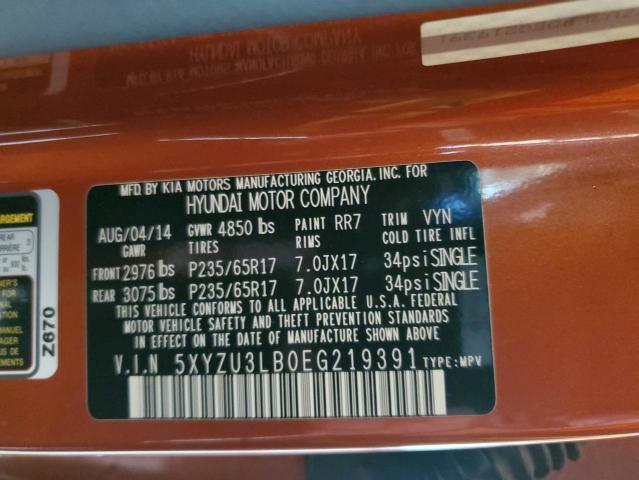 MFD. BY KIA MOTORS MANUFACTURING GEORGIA. INC. FOR
HYUNDAI MOTOR COMPANY
AUG/04/14 GVWR 4850 lbs PAINT RR7 TRIM VYN
GAWR TIRES RIMS COLD TIRE INFL
FRONT 2976 lbs P235/65R17 7.0JX17 34psi SINGLE
REAR 3075 lbs P235/65R17 7.0JX17 34psi SINGLE
THIS VEHICLE CONFORMS TO ALL APPLICABLE U.S.A. FEDERAL
MOTOR VEHICLE SAFETY AND THEFT PREVENTION STANDARDS
IN EFFECT ON THE DATE OF MANUFACTURE SHOWN ABOVE.
V.I.N 5XYZU3LB0EG219391 TYPE:MPV
REAR
Z670
MANUEL